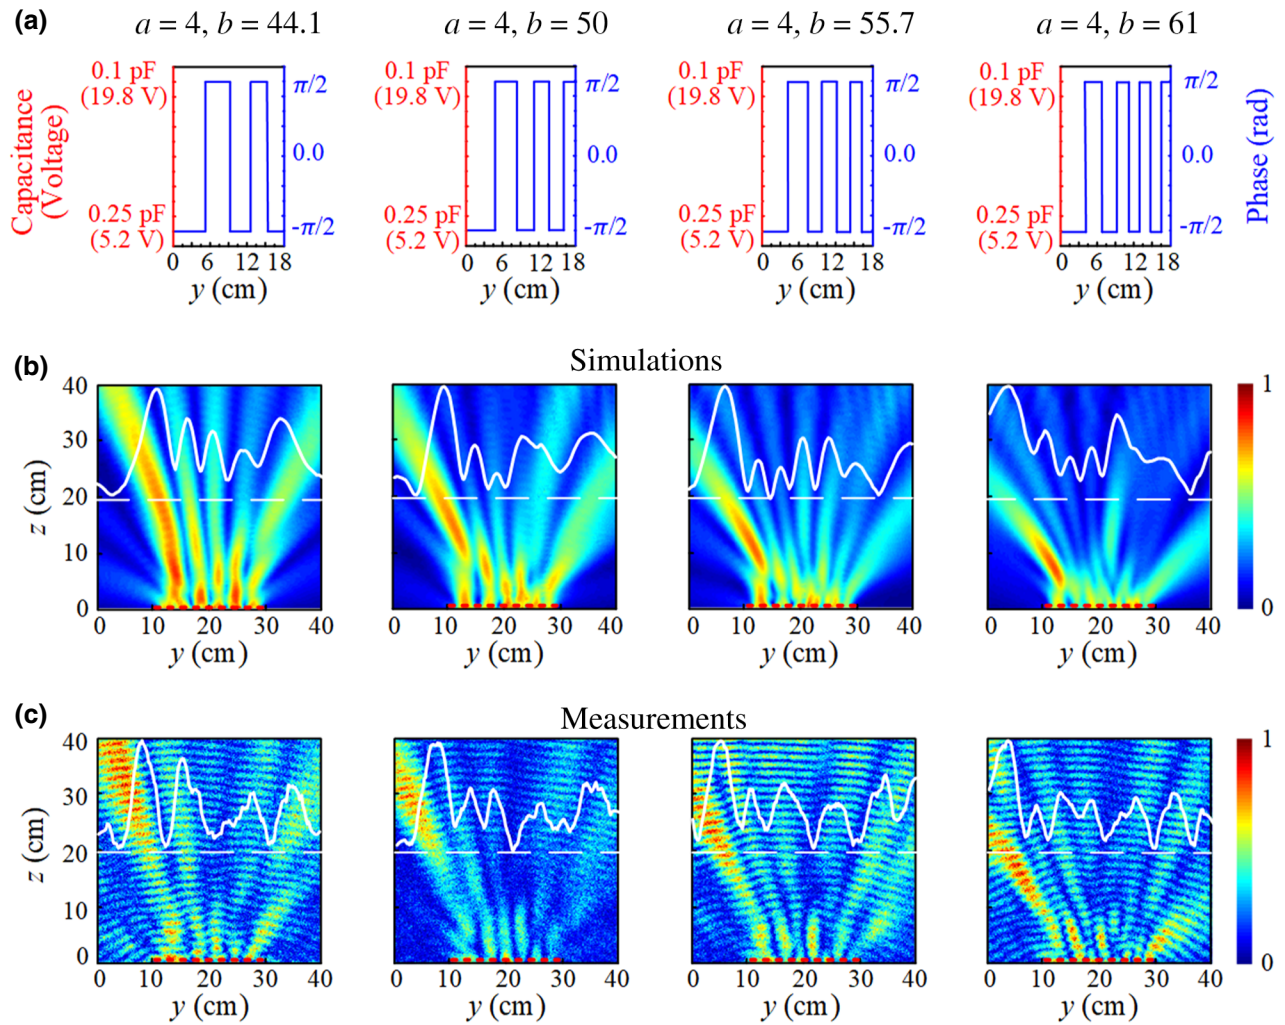 (a)
a = 4, b = 44.1
a = 4, b = 50
a = 4, b = 55.7
a = 4, b = 61
Capacitance
(Voltage)
0.1 pF
(19.8 V)
0.25 pF
(5.2 V)
π/2
0.0
-π/2
0 6 12 18
y (cm)
0.1 pF
(19.8 V)
0.25 pF
(5.2 V)
π/2
0.0
-π/2
0 6 12 18
y (cm)
0.1 pF
(19.8 V)
0.25 pF
(5.2 V)
π/2
0.0
-π/2
0 6 12 18
y (cm)
0.1 pF
(19.8 V)
0.25 pF
(5.2 V)
π/2
0.0
-π/2
0 6 12 18
y (cm)
Phase (rad)
(b)
Simulations
z (cm)
40
30
20
10
0
0 10 20 30 40
y (cm)
0 10 20 30 40
y (cm)
0 10 20 30 40
y (cm)
0 10 20 30 40
y (cm)
1
0
(c)
Measurements
z (cm)
40
30
20
10
0
0 10 20 30 40
y (cm)
0 10 20 30 40
y (cm)
0 10 20 30 40
y (cm)
0 10 20 30 40
y (cm)
1
0